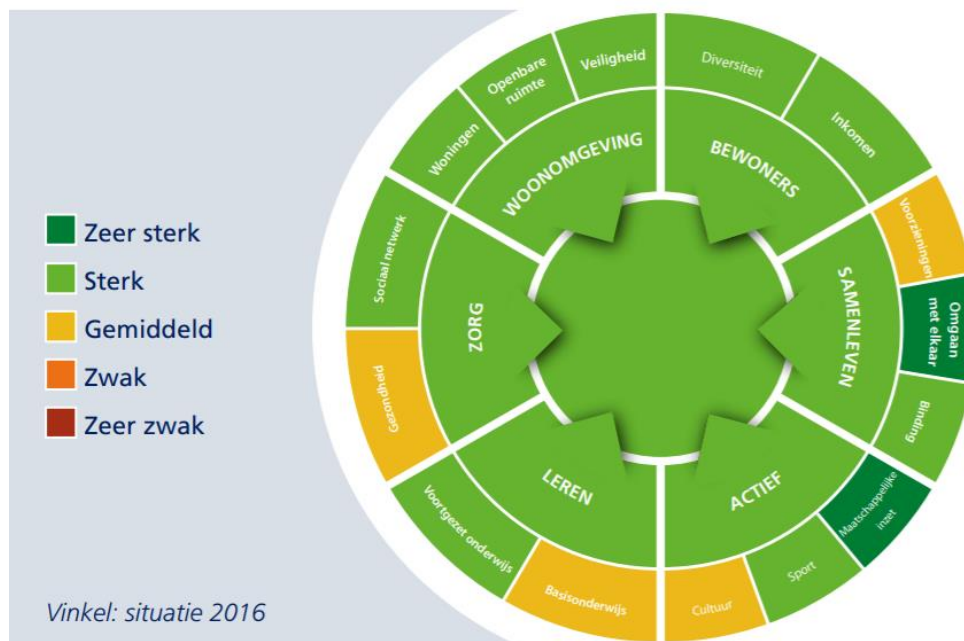 Zeer sterk
Sterk
Gemiddeld
Zwak
Zeer zwak
Vinkel: situatie 2016
WOONOMGEVING
Woningen
Openbare
ruimte
Veiligheid
BEWONERS
Diversiteit
Inkomen
SAMENLEVEN
Voorzieningen
Omgaan
met elkaar
Binding
ACTIEF
Maatschappelijke
inzet
Sport
Cultuur
LEREN
Basisonderwijs
Voortgezet onderwijs
ZORG
Gezondheid
Sociaal netwerk